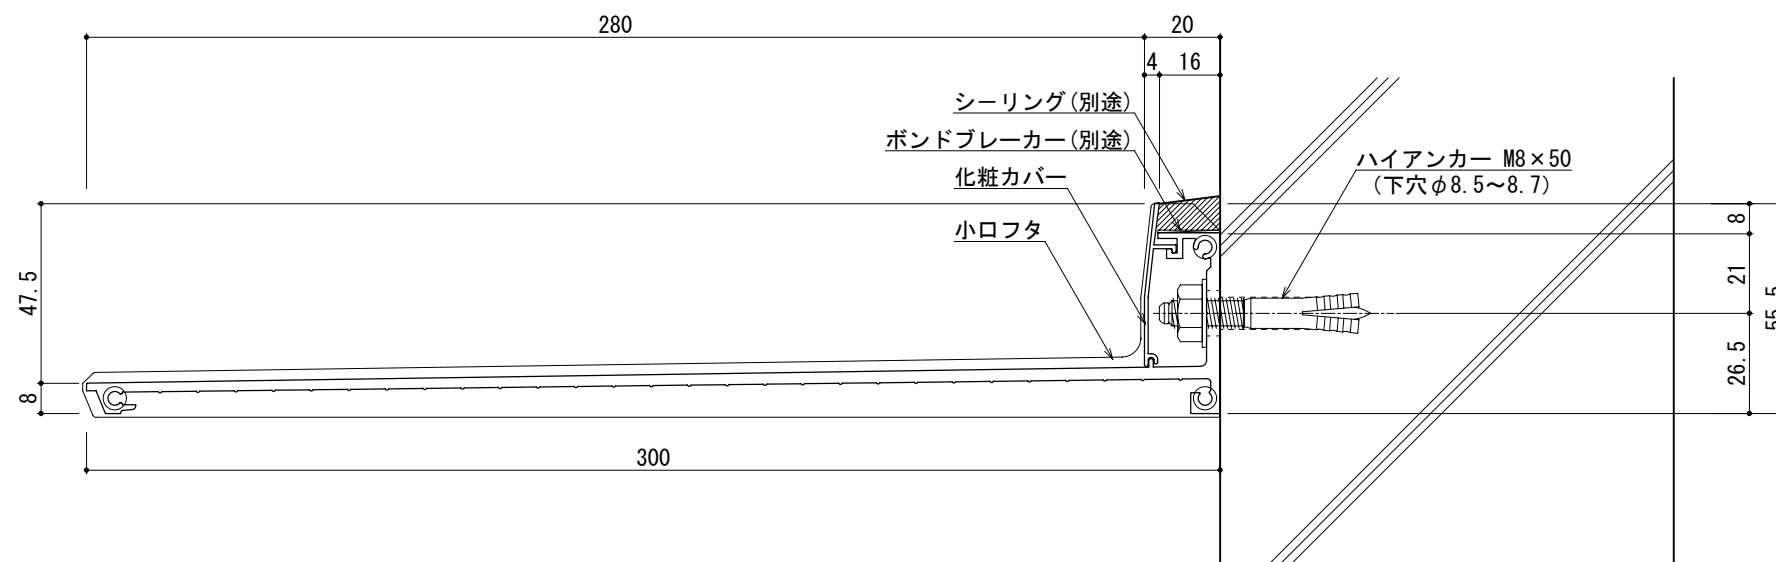 280
20
4
16
シーリング(別途)
ボンドブレーカー(別途)
化粧カバー
小口フタ
ハイアンカー M8×50
(下穴φ8.5~8.7)
47.5
8
8
21
26.5
55.5
300